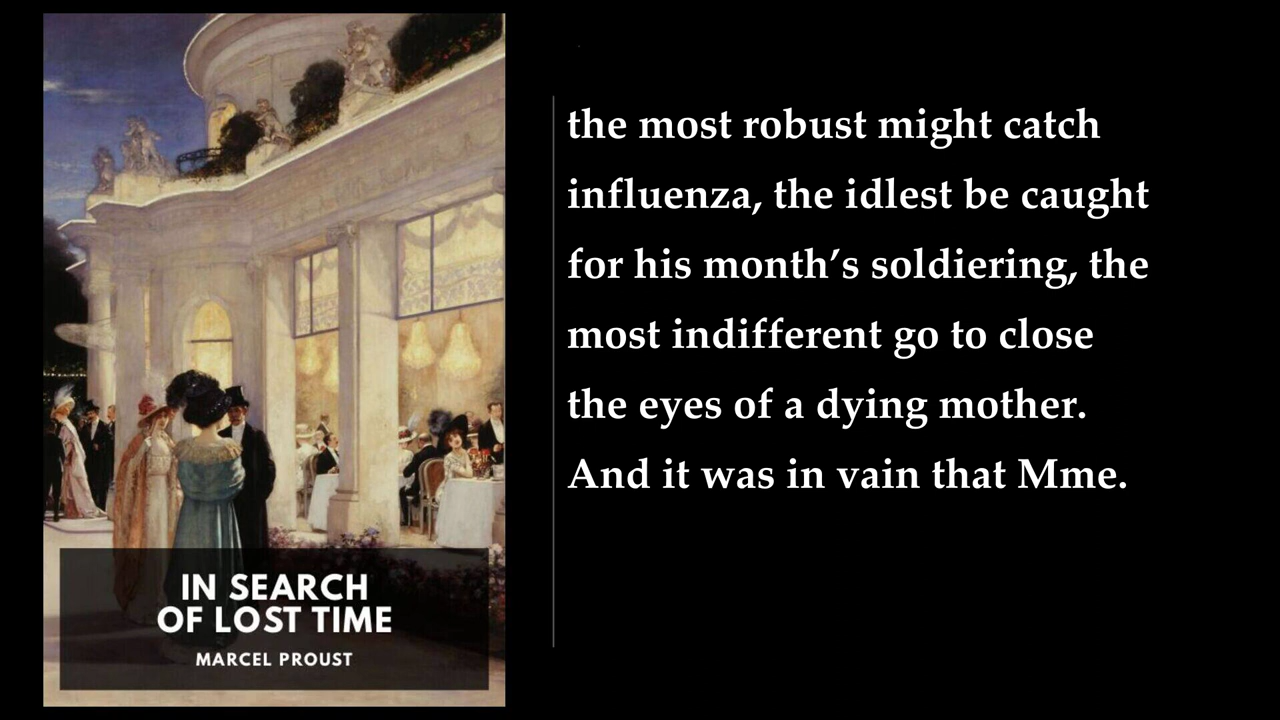 the most robust might catch
influenza, the idlest be caught
for his month’s soldiering, the
most indifferent go to close
the eyes of a dying mother.
And it was in vain that Mme.
IN SEARCH
OF LOST TIME
MARCEL PROUST